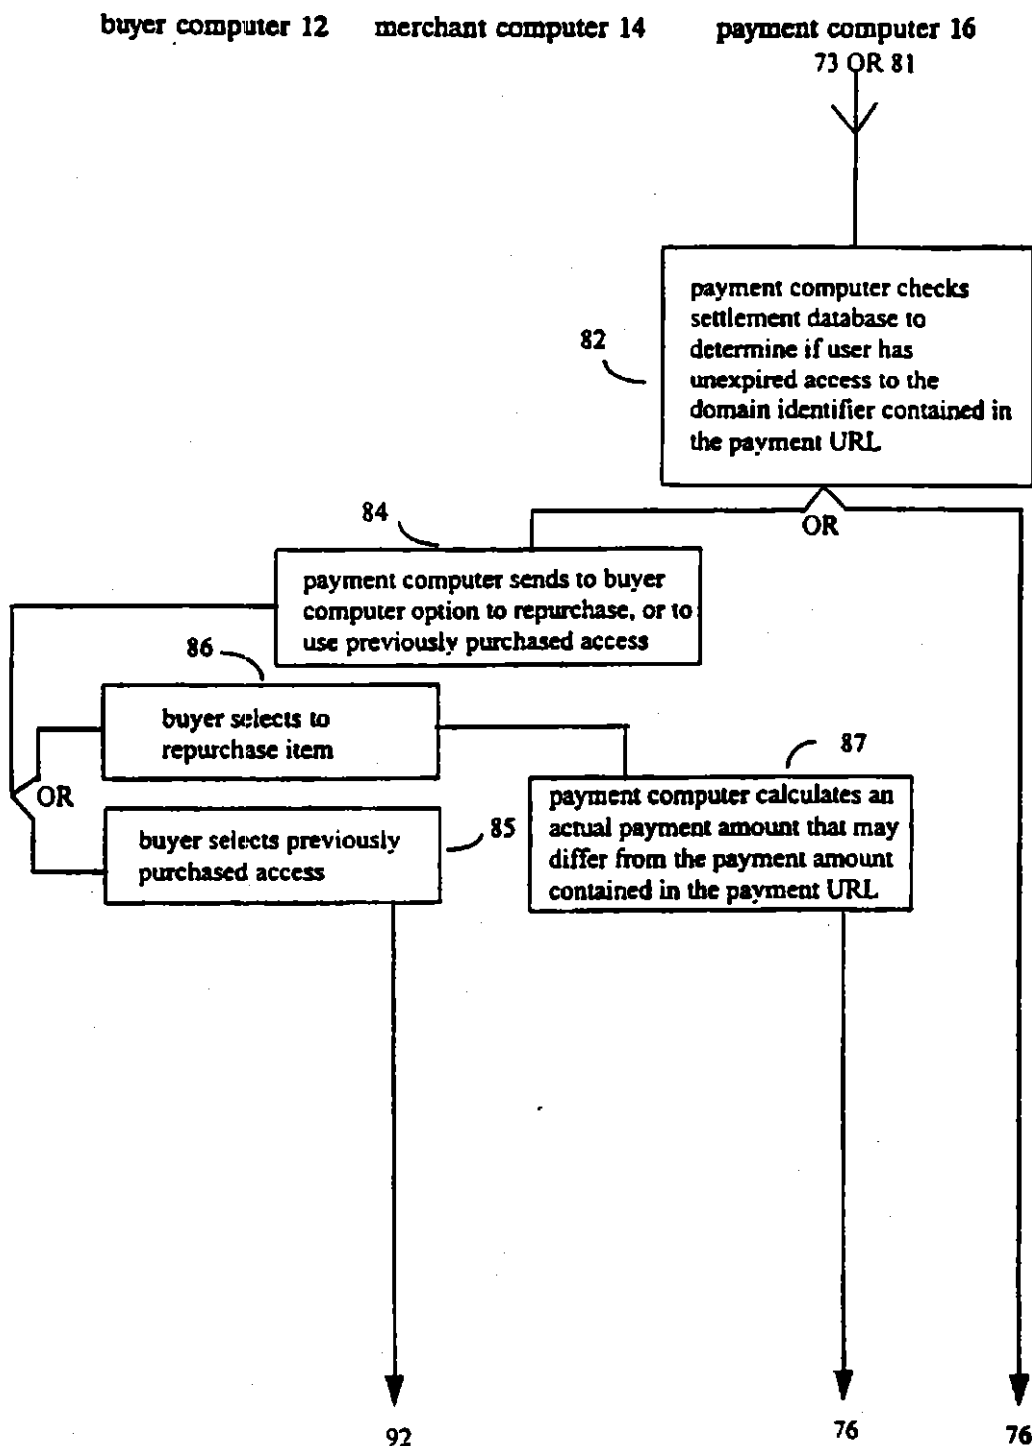 buyer computer 12 merchant computer 14 payment computer 16
73 OR 81
82
payment computer checks
settlement database to
determine if user has
unexpired access to the
domain identifier contained in
the payment URL
OR
84
payment computer sends to buyer
computer option to repurchase, or to
use previously purchased access
86
buyer selects to
repurchase item
OR
87
payment computer calculates an
actual payment amount that may
differ from the payment amount
contained in the payment URL
buyer selects previously
purchased access
85
92
76
76